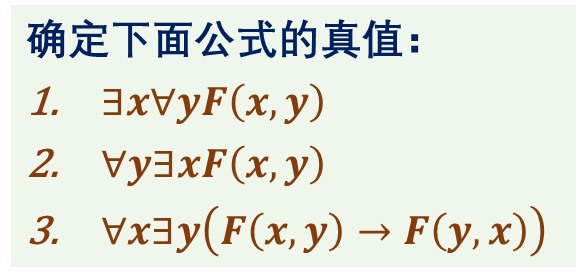 确定下面公式的真值：
1. ∃x∀yF(x, y)
2. ∀y∃xF(x, y)
3. ∀x∃y(F(x, y) → F(y, x))